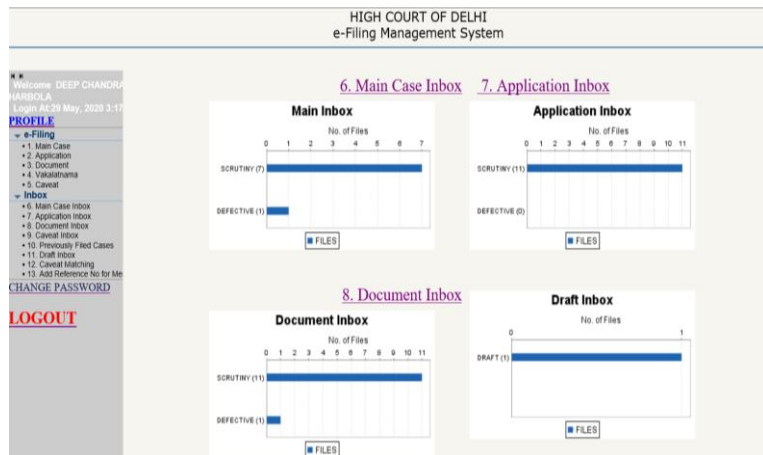 HIGH COURT OF DELHI
e-Filing Management System
Welcome DEEP CHANDRA
HARBOLA
Login At:29 May, 2020 3:17
PROFILE
e-Filing
1. Main Case
2. Application
3. Document
4. Vakalatnama
5. Caveat
Inbox
6. Main Case Inbox
7. Application Inbox
8. Document Inbox
9. Caveat Inbox
10. Previously Filed Cases
11. Draft Inbox
12. Caveat Matching
13. Add Reference No for Me
CHANGE PASSWORD
LOGOUT
6. Main Case Inbox
Main Inbox
No. of Files
0 1 2 3 4 5 6 7
SCRUTINY (7)
DEFECTIVE (1)
FILES
7. Application Inbox
Application Inbox
No. of Files
0 1 2 3 4 5 6 7 8 9 10 11
SCRUTINY (11)
DEFECTIVE (0)
FILES
8. Document Inbox
Document Inbox
No. of Files
0 1 2 3 4 5 6 7 8 9 10 11
SCRUTINY (11)
DEFECTIVE (1)
FILES
Draft Inbox
No. of Files
0 1
DRAFT (1)
FILES